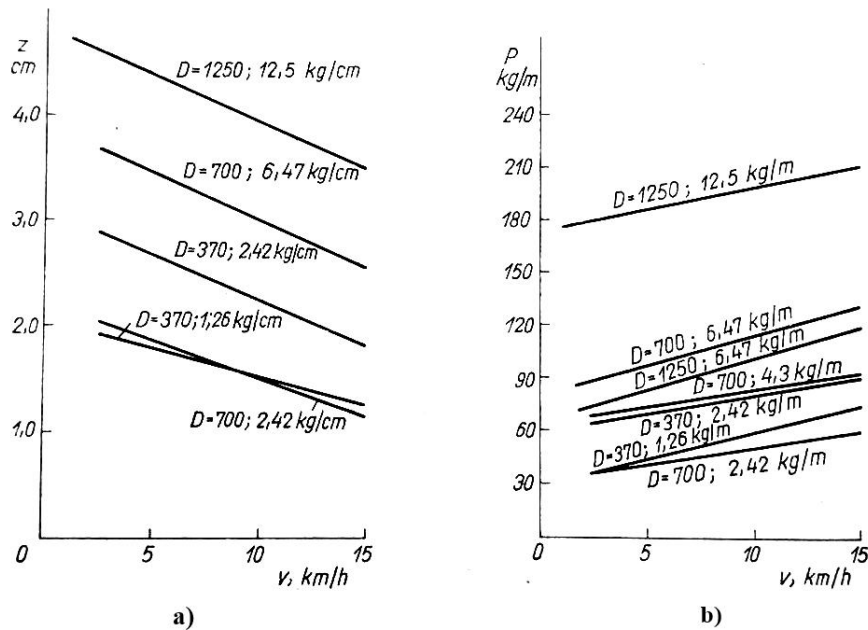 z
cm
4,0
3,0
2,0
1,0
0
5
10
15
v, km/h
D=1250; 12,5 kg/cm
D=700; 6,47 kg/cm
D=370; 2,42 kg/cm
D=370; 1,26 kg/cm
D=700; 2,42 kg/cm
a)
P
kg/m
240
210
180
150
120
90
60
30
0
5
10
15
v, km/h
D=1250; 12,5 kg/m
D=700; 6,47 kg/m
D=1250; 6,47 kg/m
D=700; 4,3 kg/m
D=370; 2,42 kg/m
D=370; 1,26 kg/m
D=700; 2,42 kg/m
b)